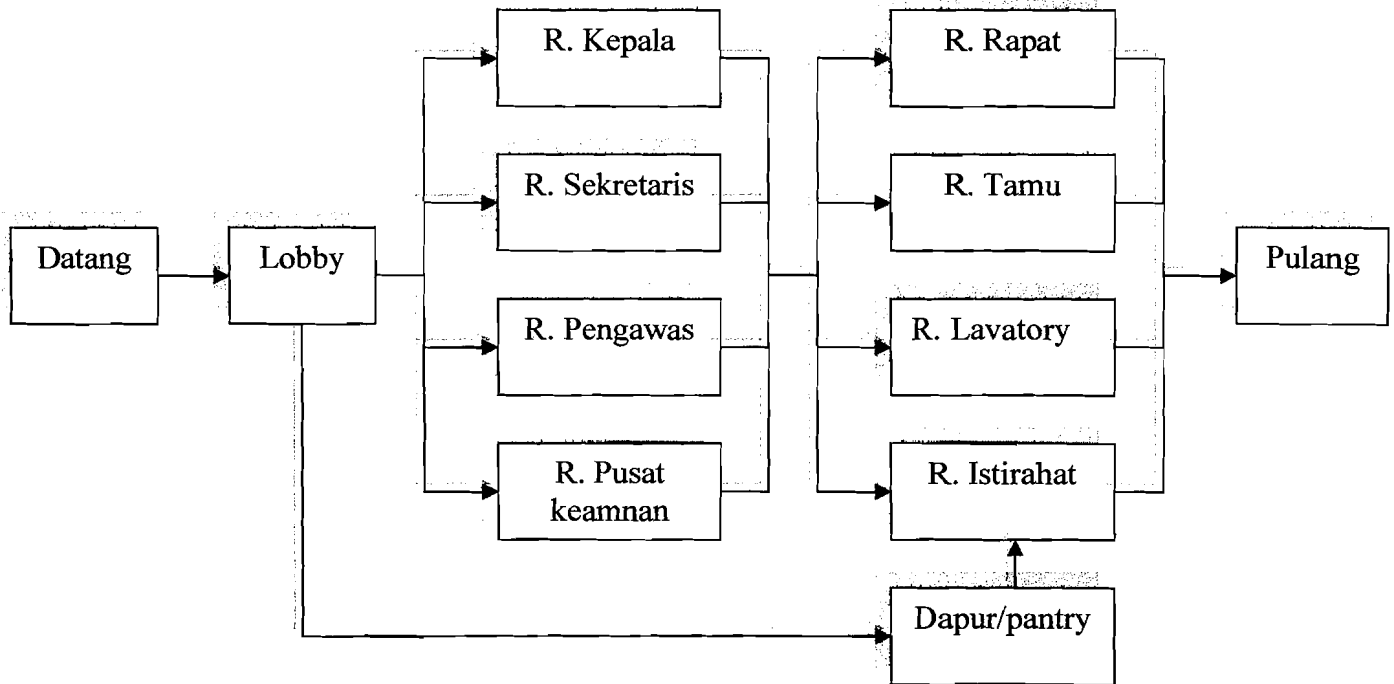 Datang
Lobby
R. Kepala
R. Sekretaris
R. Pengawas
R. Pusat
keamnan
R. Rapat
R. Tamu
R. Lavatory
R. Istirahat
Dapur/pantry
Pulang